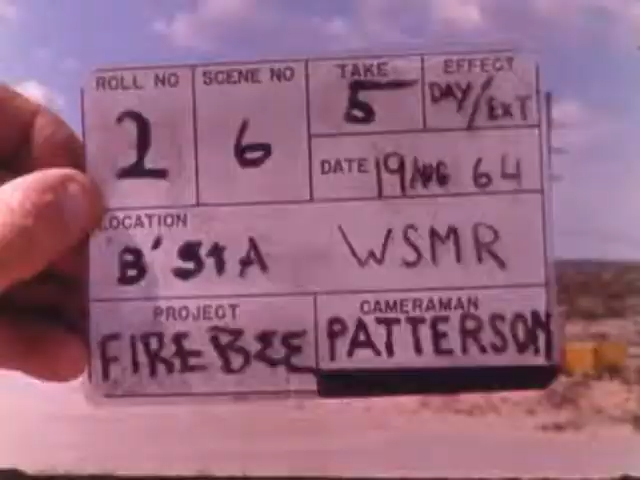 ROLL NO SCENE NO TAKE EFFECT
2 6 5 DAY/EXT
DATE 19 AUG 64
LOCATION
'B' StA WSMR
PROJECT CAMERAMAN
FIREBEE PATTERSON